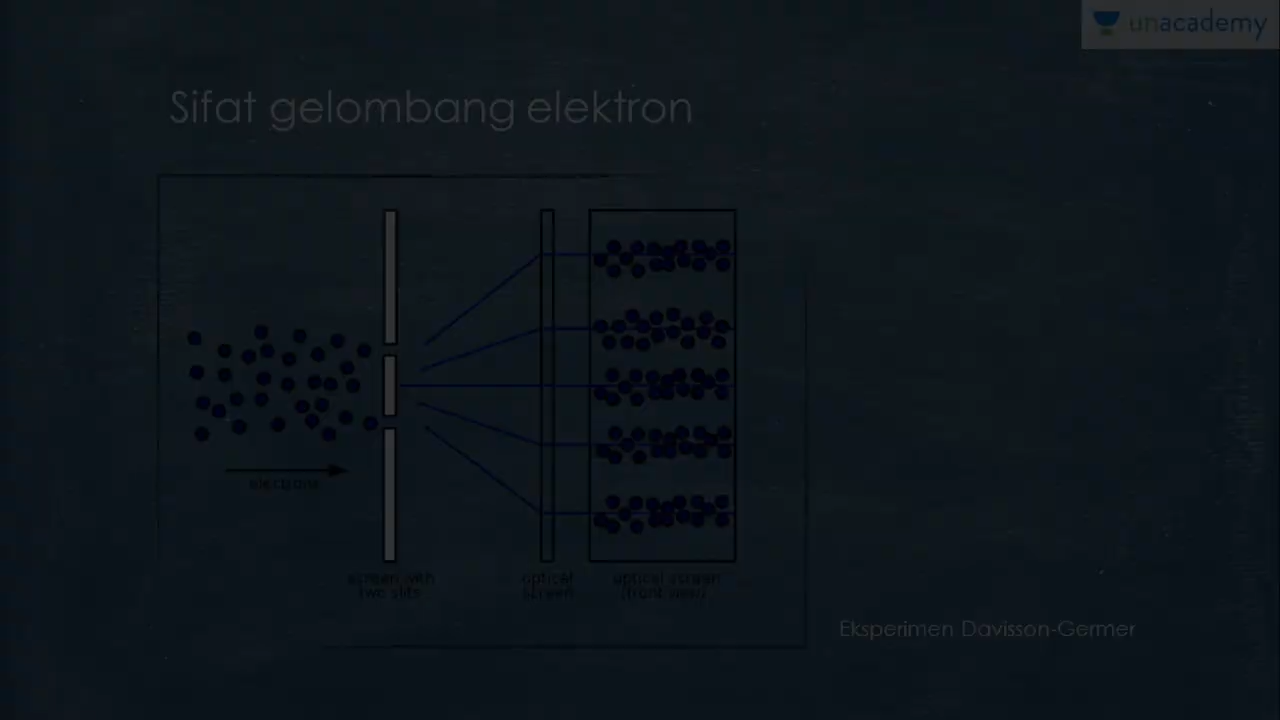 unacademy
Sifat gelombang elektron
electrons
screen with
two slits
optical
screen
optical screen
(front view)
Eksperimen Davisson-Germer